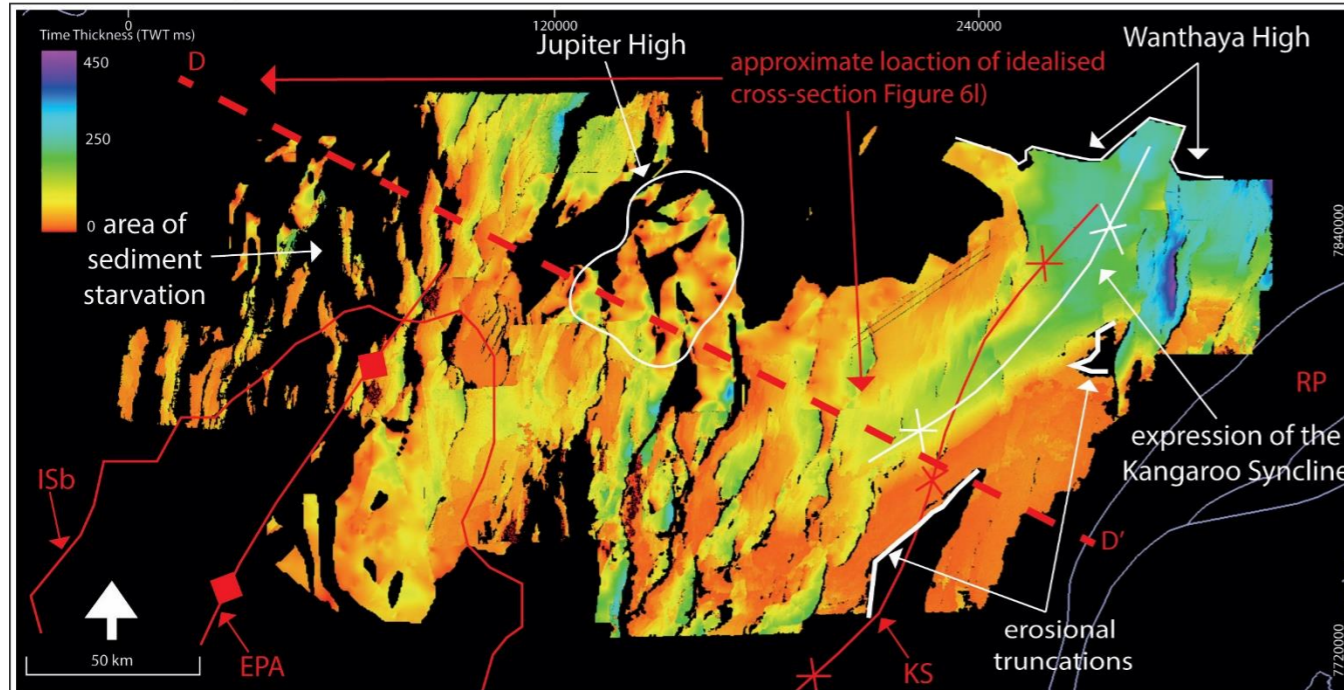 0
120000
240000
Time Thickness (TWT ms)
450
250
0
D
Jupiter High
approximate loaction of idealised
cross-section Figure 6l)
Wanthaya High
area of
sediment
starvation
7840000
RP
expression of the
Kangaroo Syncline
ISb
D'
erosional
truncations
EPA
KS
50 km
7720000